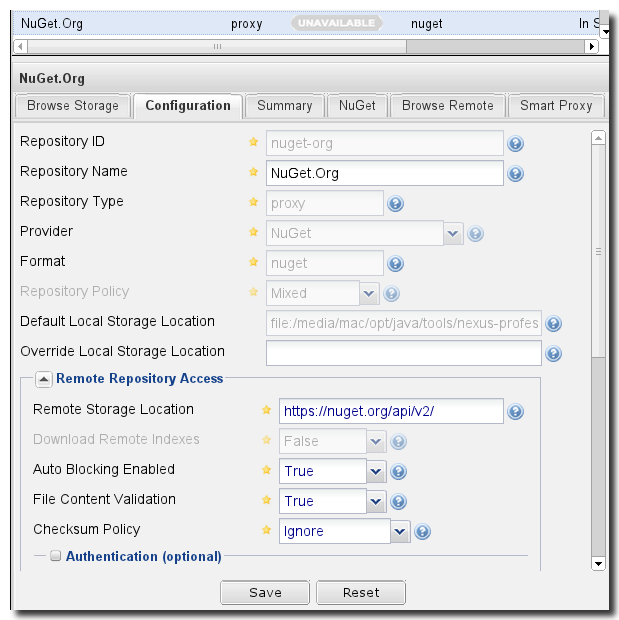 NuGet.Org proxy UNAVAILABLE nuget In S
NuGet.Org
Browse Storage Configuration Summary NuGet Browse Remote Smart Proxy
Repository ID nuget-org
Repository Name NuGet.Org
Repository Type proxy
Provider NuGet
Format nuget
Repository Policy Mixed
Default Local Storage Location file:/media/mac/opt/java/tools/nexus-profes
Override Local Storage Location
Remote Repository Access
Remote Storage Location https://nuget.org/api/v2/
Download Remote Indexes False
Auto Blocking Enabled True
File Content Validation True
Checksum Policy Ignore
Authentication (optional)
Save Reset